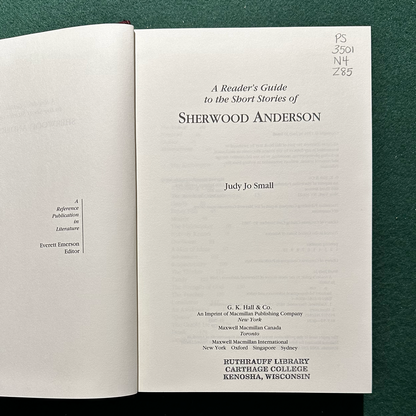 A
Reference
Publication
in
Literature
Everett Emerson
Editor
PS
3501
N4
Z85
A Reader's Guide
to the Short Stories of
SHERWOOD ANDERSON
Judy Jo Small
G. K. Hall & Co.
An Imprint of Macmillan Publishing Company
New York
Maxwell Macmillan Canada
Toronto
Maxwell Macmillan International
New York Oxford Singapore Sydney
RUTHRAUFF LIBRARY
CARTHAGE COLLEGE
KENOSHA, WISCONSIN